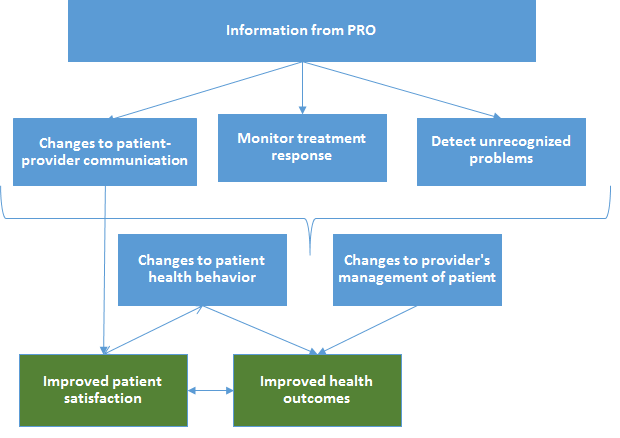 Information from PRO
Changes to patient-
provider communication
Monitor treatment
response
Detect unrecognized
problems
Changes to patient
health behavior
Changes to provider's
management of patient
Improved patient
satisfaction
Improved health
outcomes